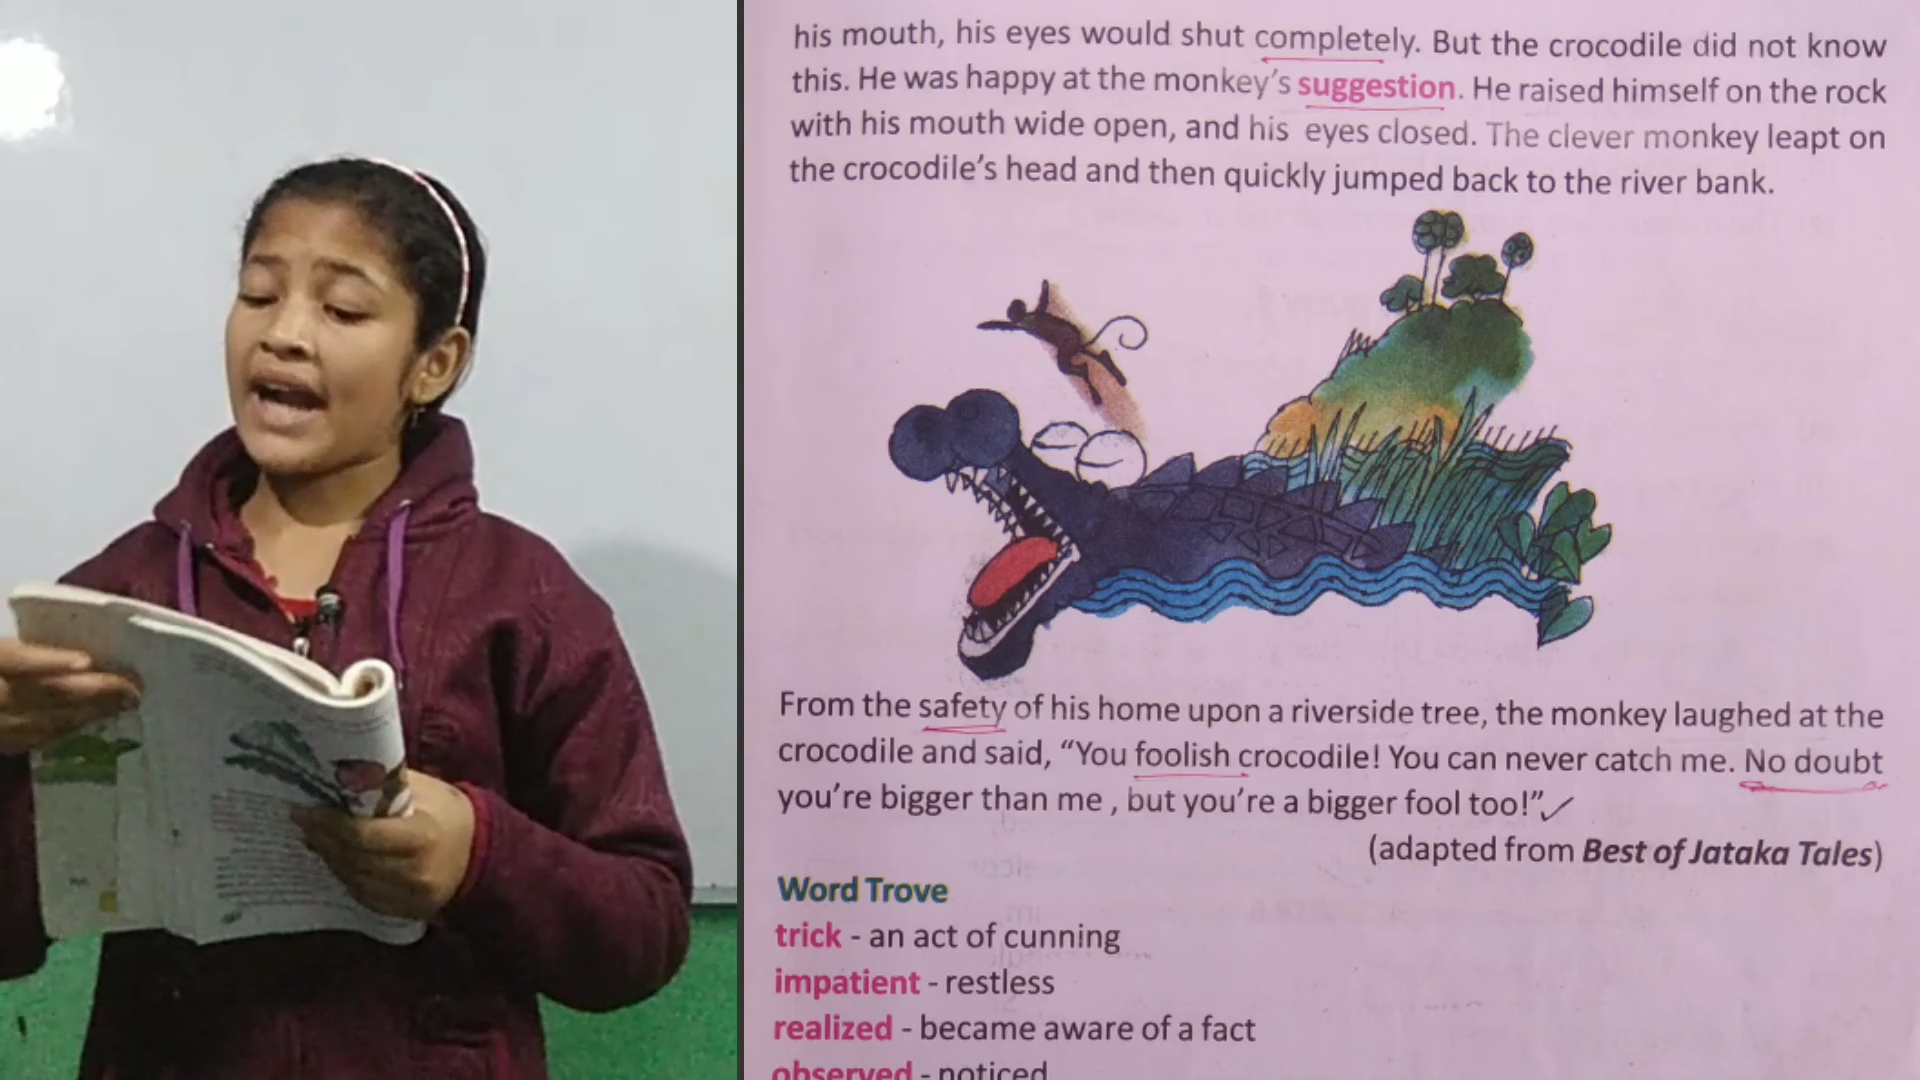 his mouth, his eyes would shut completely. But the crocodile did not know
this. He was happy at the monkey's suggestion. He raised himself on the rock
with his mouth wide open, and his eyes closed. The clever monkey leapt on
the crocodile's head and then quickly jumped back to the river bank.
From the safety of his home upon a riverside tree, the monkey laughed at the
crocodile and said, “You foolish crocodile! You can never catch me. No doubt
you're bigger than me , but you're a bigger fool too!”
(adapted from Best of Jataka Tales)
Word Trove
trick - an act of cunning
impatient - restless
realized - became aware of a fact
observed - noticed